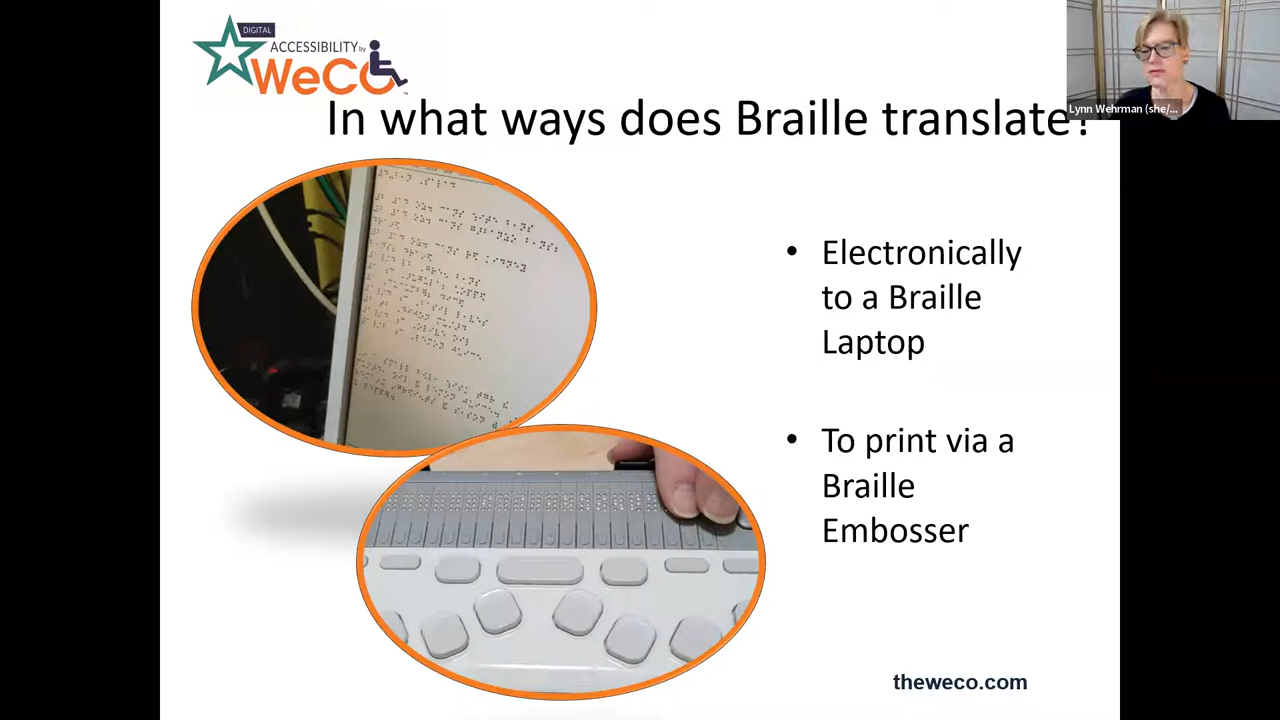 DIGITAL
ACCESSIBILITY by
WeCO
Lynn Wehrman (she/...
In what ways does Braille translate?
• Electronically
to a Braille
Laptop
• To print via a
Braille
Embosser
theweco.com